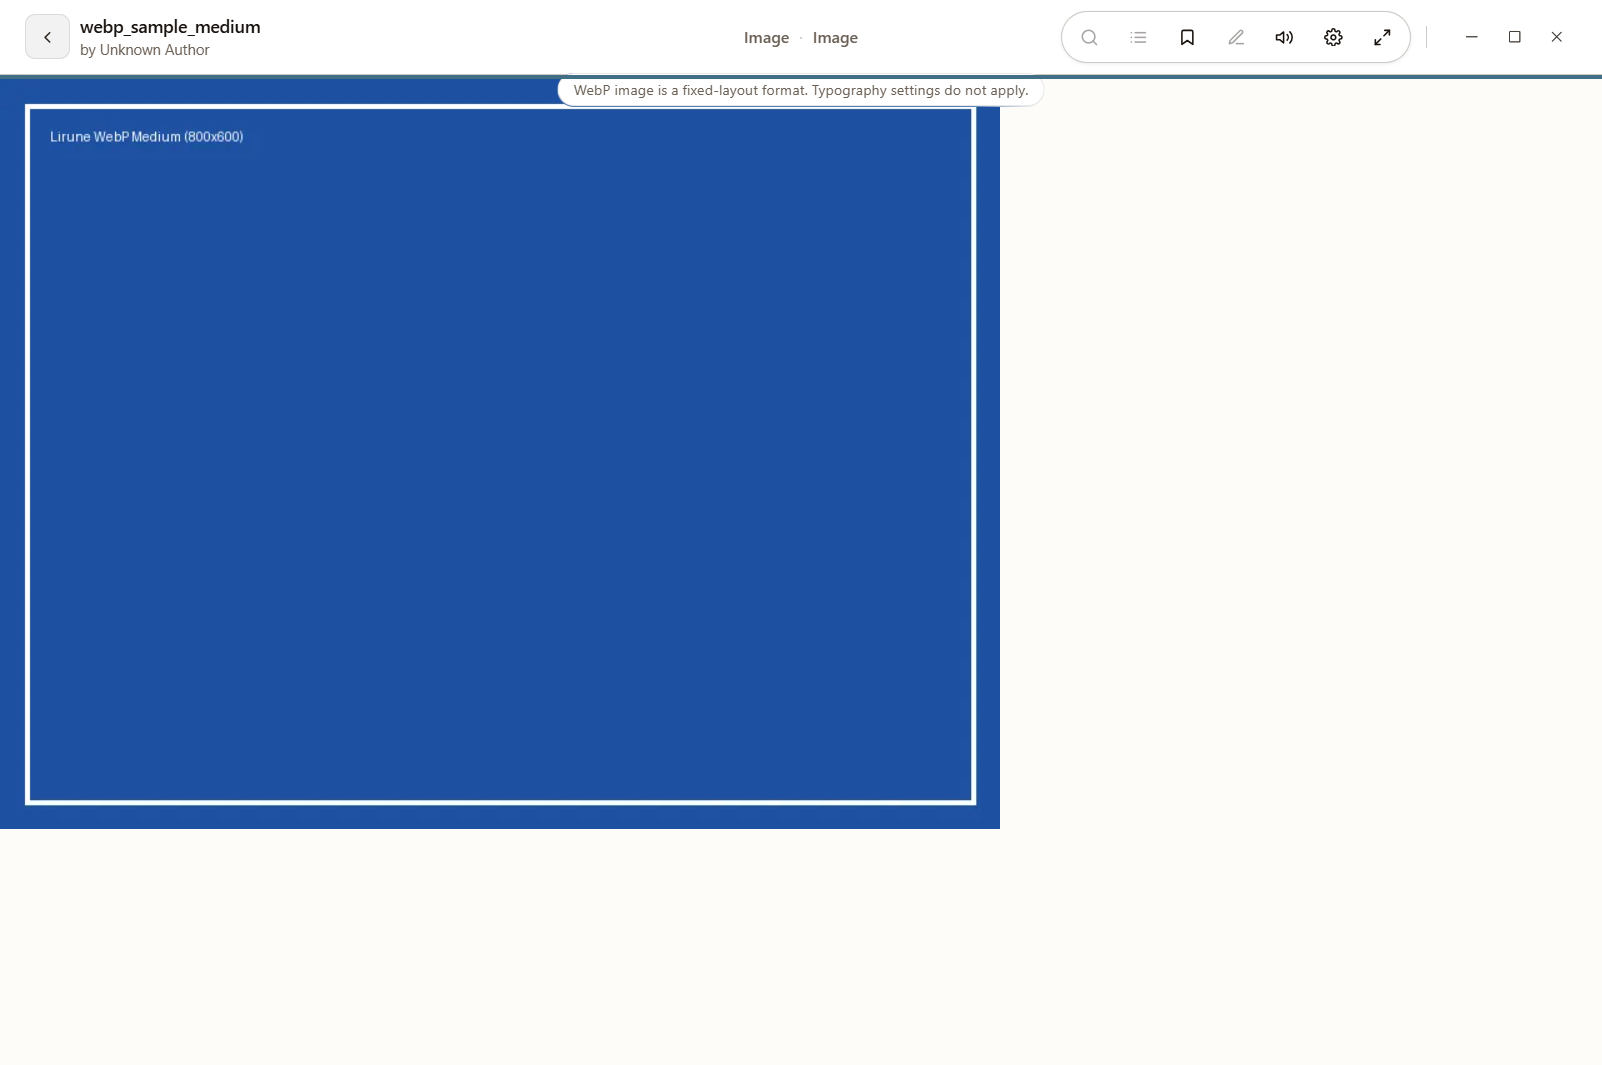 webp_sample_medium
by Unknown Author
Image · Image
WebP image is a fixed-layout format. Typography settings do not apply.
Lirune WebP Medium (800x600)